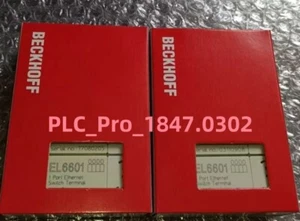 BECKHOFF
BECKHOFF
PLC_Pro_1847.0302
EL6601
1 Port Ethernet
Switch Terminal
EL6601
1 Port Ethernet
Switch Terminal